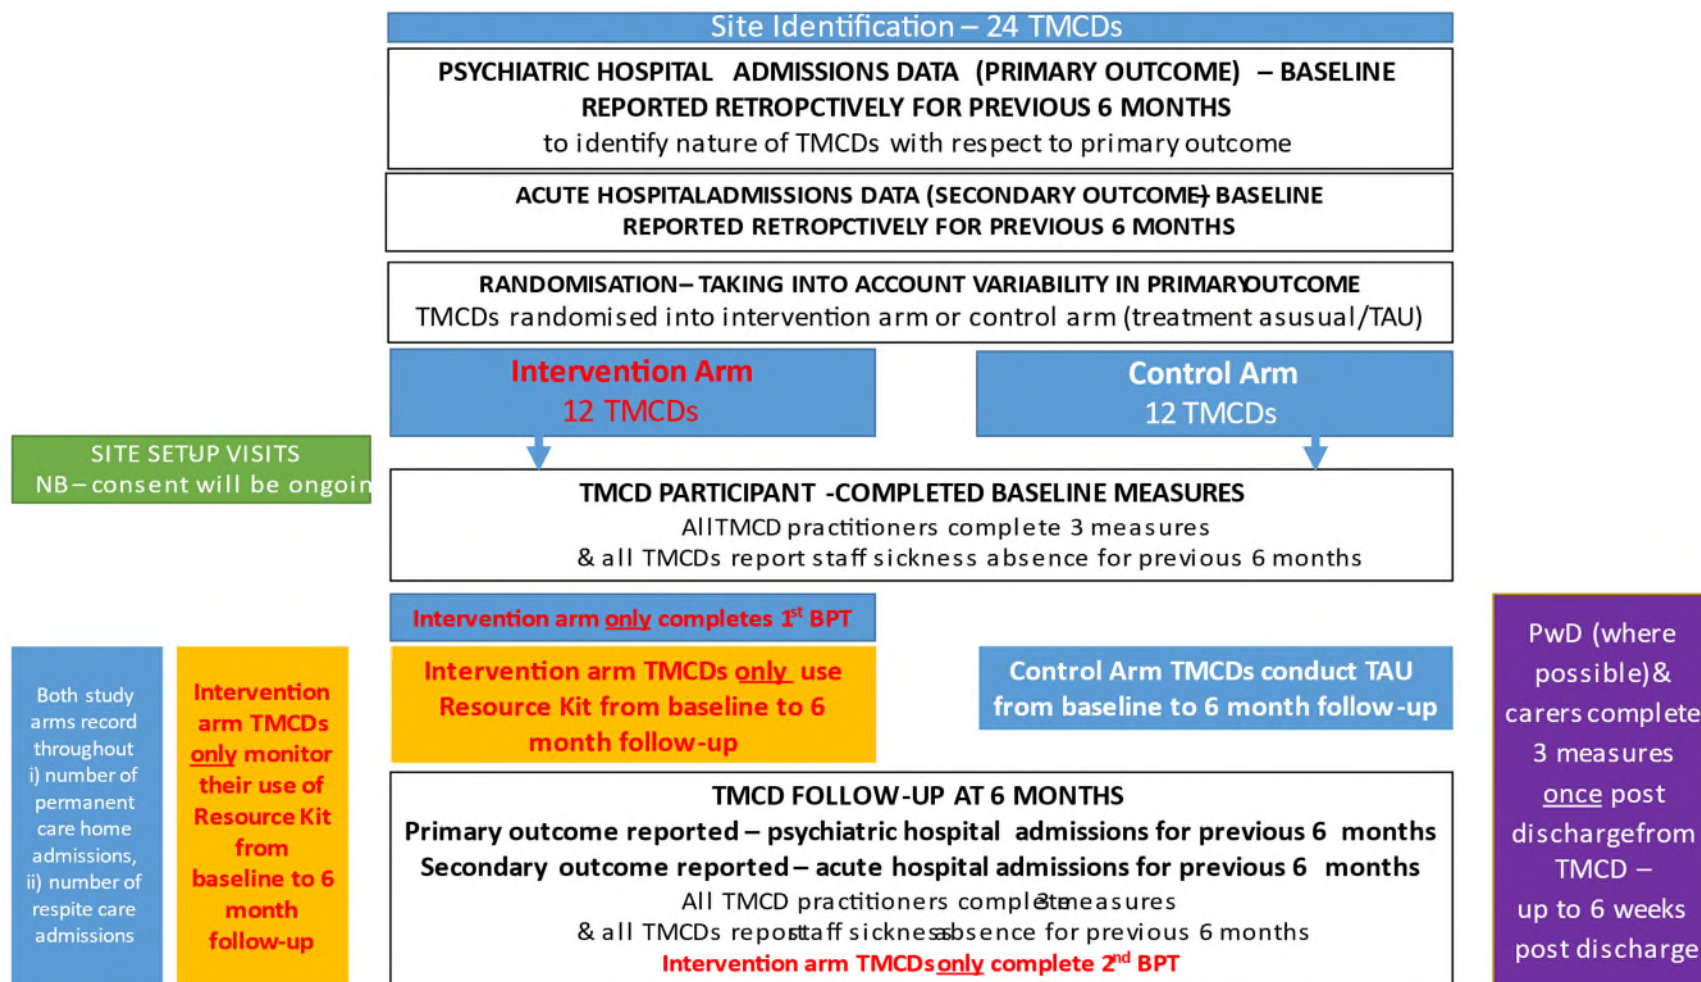 Site Identification – 24 TMCDs
PSYCHIATRIC HOSPITAL ADMISSIONS DATA (PRIMARY OUTCOME) – BASELINE
REPORTED RETROPCTIVELY FOR PREVIOUS 6 MONTHS
to identify nature of TMCDs with respect to primary outcome
ACUTE HOSPITALADMISSIONS DATA (SECONDARY OUTCOME)– BASELINE
REPORTED RETROPCTIVELY FOR PREVIOUS 6 MONTHS
RANDOMISATION– TAKING INTO ACCOUNT VARIABILITY IN PRIMARYOUTCOME
TMCDs randomised into intervention arm or control arm (treatment asusual/TAU)
Intervention Arm
12 TMCDs
Control Arm
12 TMCDs
SITE SETUP VISITS
NB – consent will be ongoin
TMCD PARTICIPANT -COMPLETED BASELINE MEASURES
AllTMCD practitioners complete 3 measures
& all TMCDs report staff sickness absence for previous 6 months
Intervention arm only completes 1st BPT
Both study
arms record
throughout
i) number of
permanent
care home
admissions,
ii) number of
respite care
admissions
Intervention
arm TMCDs
only monitor
their use of
Resource Kit
from
baseline to 6
month
follow-up
Intervention arm TMCDs only use
Resource Kit from baseline to 6
month follow-up
Control Arm TMCDs conduct TAU
from baseline to 6 month follow-up
TMCD FOLLOW-UP AT 6 MONTHS
Primary outcome reported – psychiatric hospital admissions for previous 6 months
Secondary outcome reported – acute hospital admissions for previous 6 months
All TMCD practitioners complete 3 measures
& all TMCDs report staff sickness absence for previous 6 months
Intervention arm TMCDs only complete 2nd BPT
PwD (where
possible)&
carers complete
3 measures
once post
dischargefrom
TMCD –
up to 6 weeks
post discharge